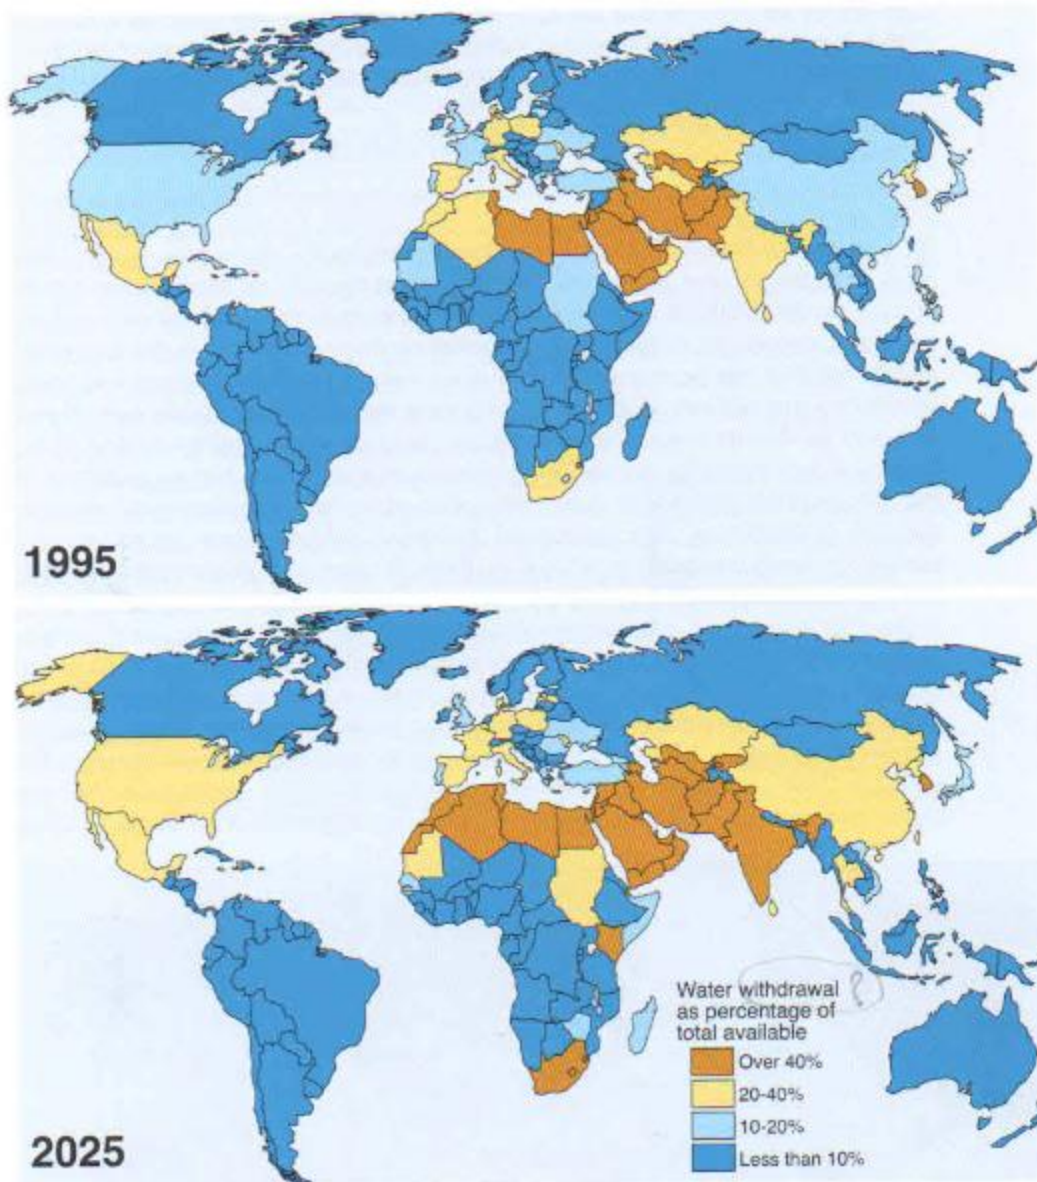 1995
2025
Water withdrawal
as percentage of
total available
Over 40%
20-40%
10-20%
Less than 10%